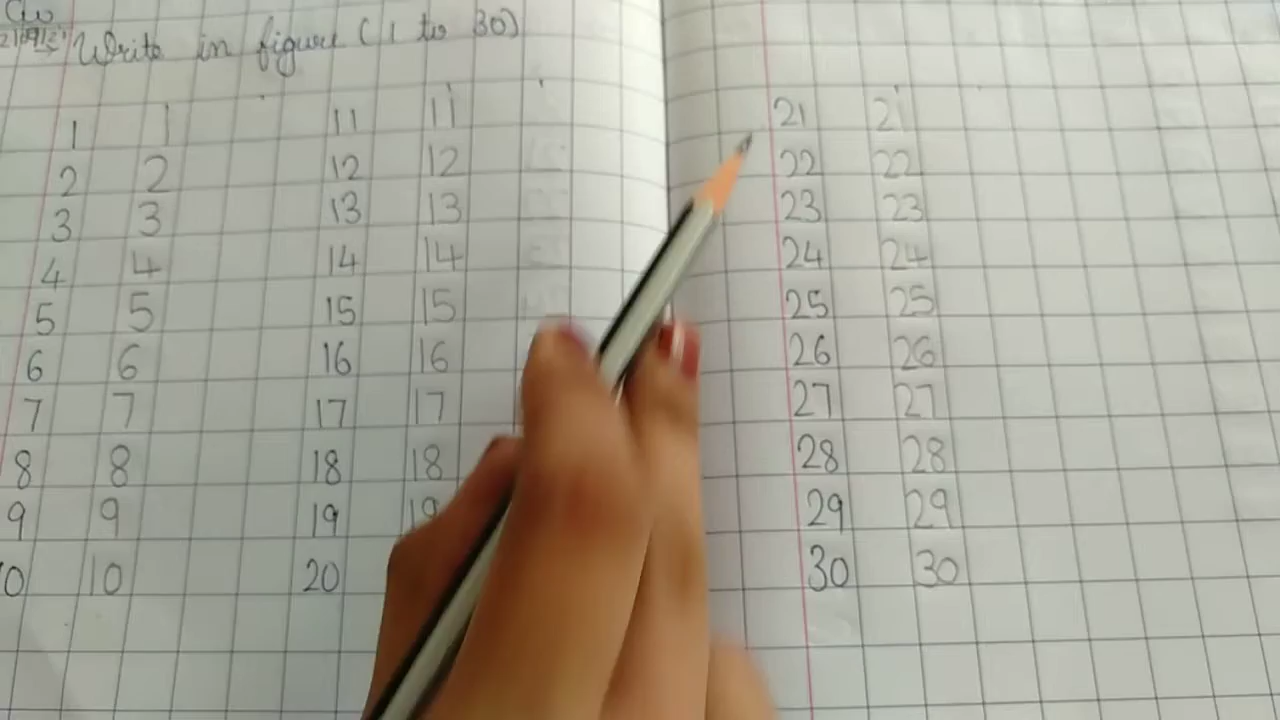 Cw
Write in figure (1 to 30)
1 1 11 11 21 21
2 2 12 12 22 22
3 3 13 13 23 23
4 4 14 14 24 24
5 5 15 15 25 25
6 6 16 16 26 26
7 7 17 17 27 27
8 8 18 18 28 28
9 9 19 19 29 29
10 10 20 30 30